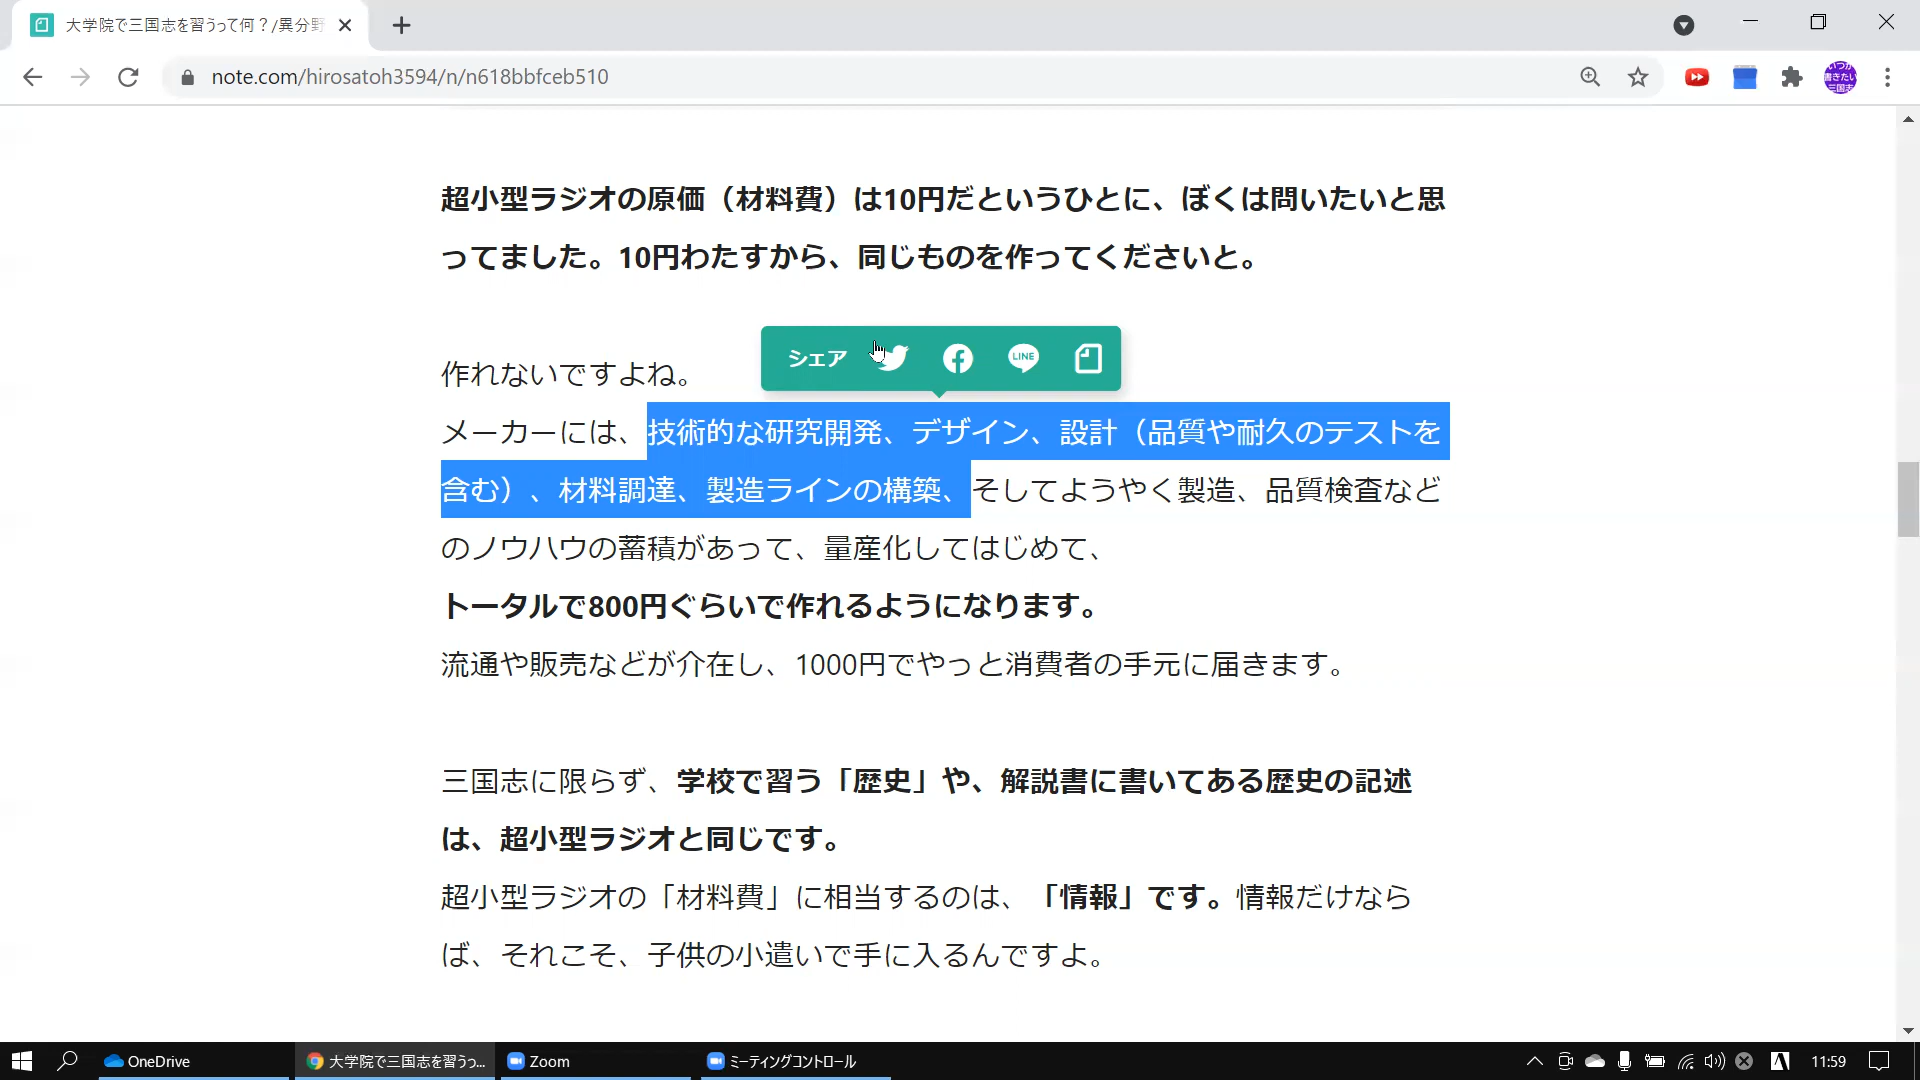 大学院で三国志を習うって何？/異分野
note.com/hirosatoh3594/n/n618bbfceb510
いつか
書きたい
三国志
超小型ラジオの原価（材料費）は10円だというひとに、ぼくは問いたいと思
ってました。10円わたすから、同じものを作ってくださいと。
シェア
LINE
作れないですよね。
メーカーには、技術的な研究開発、デザイン、設計（品質や耐久のテストを
含む）、材料調達、製造ラインの構築、そしてようやく製造、品質検査など
のノウハウの蓄積があって、量産化してはじめて、
トータルで800円ぐらいで作れるようになります。
流通や販売などが介在し、1000円でやっと消費者の手元に届きます。
三国志に限らず、学校で習う「歴史」や、解説書に書いてある歴史の記述
は、超小型ラジオと同じです。
超小型ラジオの「材料費」に相当するのは、「情報」です。情報だけなら
ば、それこそ、子供の小遣いで手に入るんですよ。
OneDrive
大学院で三国志を習うっ...
Zoom
ミーティングコントロール
A
11:59